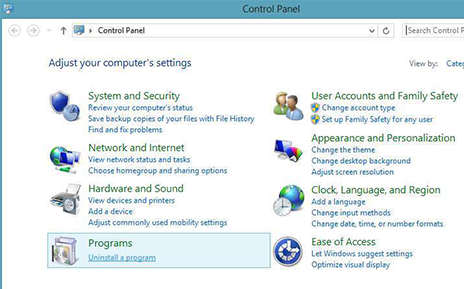 Control Panel
Control Panel
Search Control P
Adjust your computer's settings
View by:
Categ
System and Security
Review your computer's status
Save backup copies of your files with File History
Find and fix problems
Network and Internet
View network status and tasks
Choose homegroup and sharing options
Hardware and Sound
View devices and printers
Add a device
Adjust commonly used mobility settings
Programs
Uninstall a program
User Accounts and Family Safety
Change account type
Set up Family Safety for any user
Appearance and Personalization
Change the theme
Change desktop background
Adjust screen resolution
Clock, Language, and Region
Add a language
Change input methods
Change date, time, or number formats
Ease of Access
Let Windows suggest settings
Optimize visual display